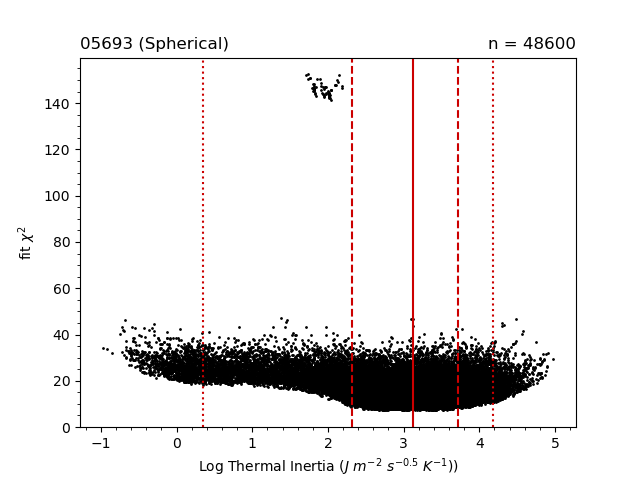 05693 (Spherical)
n = 48600
140
120
100
80
60
40
20
0
fit χ²
−1 0 1 2 3 4 5
Log Thermal Inertia (J m⁻² s⁻⁰·⁵ K⁻¹))